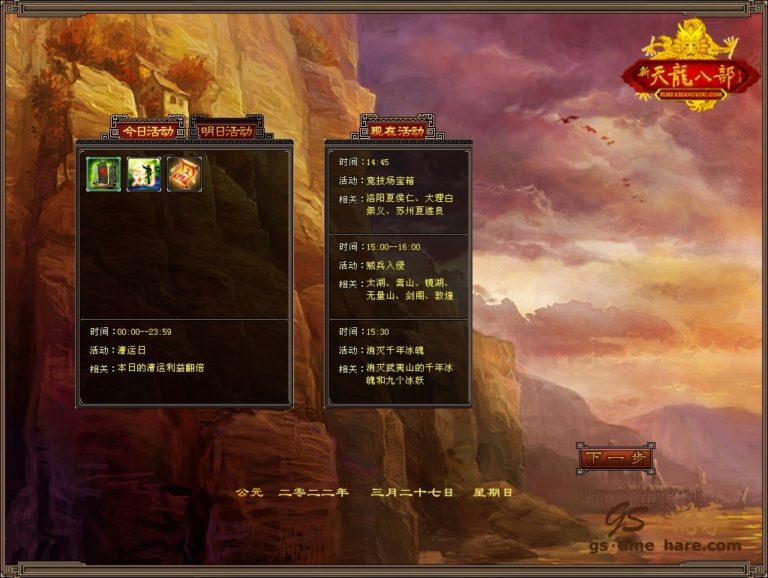 新天龍八部
TLBB.CHANGYOU.COM
今日活动
明日活动
现在活动
时间：00:00--23:59
活动：漕运日
相关：本日的漕运利益翻倍
时间：14:45
活动：竞技场宝箱
相关：洛阳夏侯仁、大理白
崇义、苏州夏遂良
时间：15:00--16:00
活动：贼兵入侵
相关：太湖、嵩山、镜湖、
无量山、剑阁、敦煌
时间：15:30
活动：消灭千年冰魄
相关：消灭武夷山的千年冰
魄和九个冰妖
下一步
公元 二零二二年 三月二十七日 星期日
GS